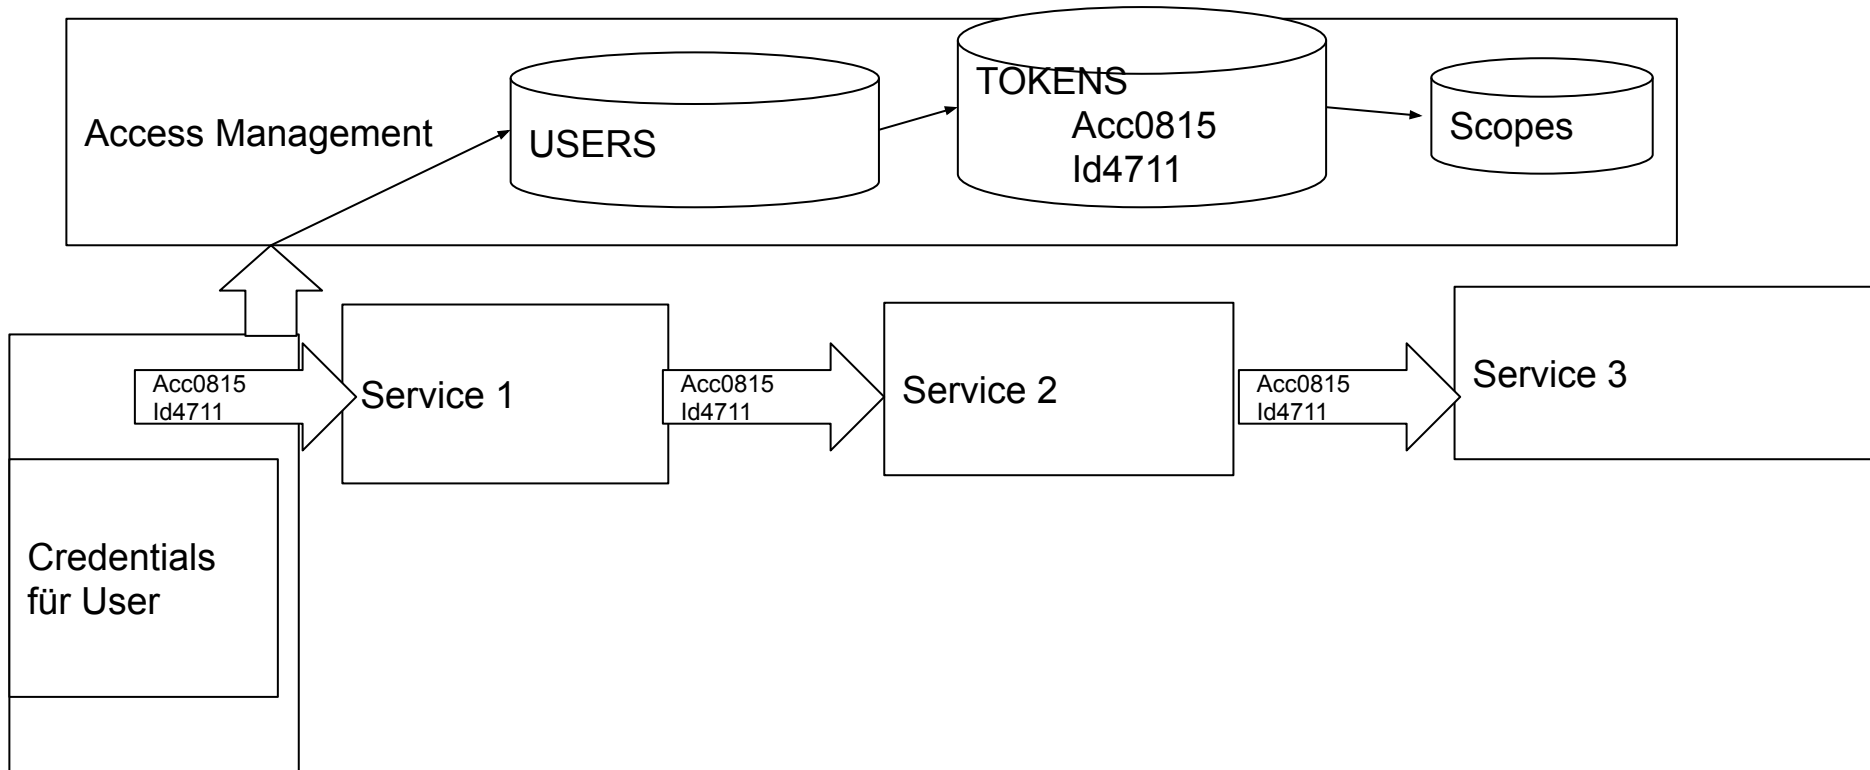 Access Management
USERS
TOKENS
Acc0815
Id4711
Scopes
Acc0815
Id4711
Service 1
Acc0815
Id4711
Service 2
Acc0815
Id4711
Service 3
Credentials
für User